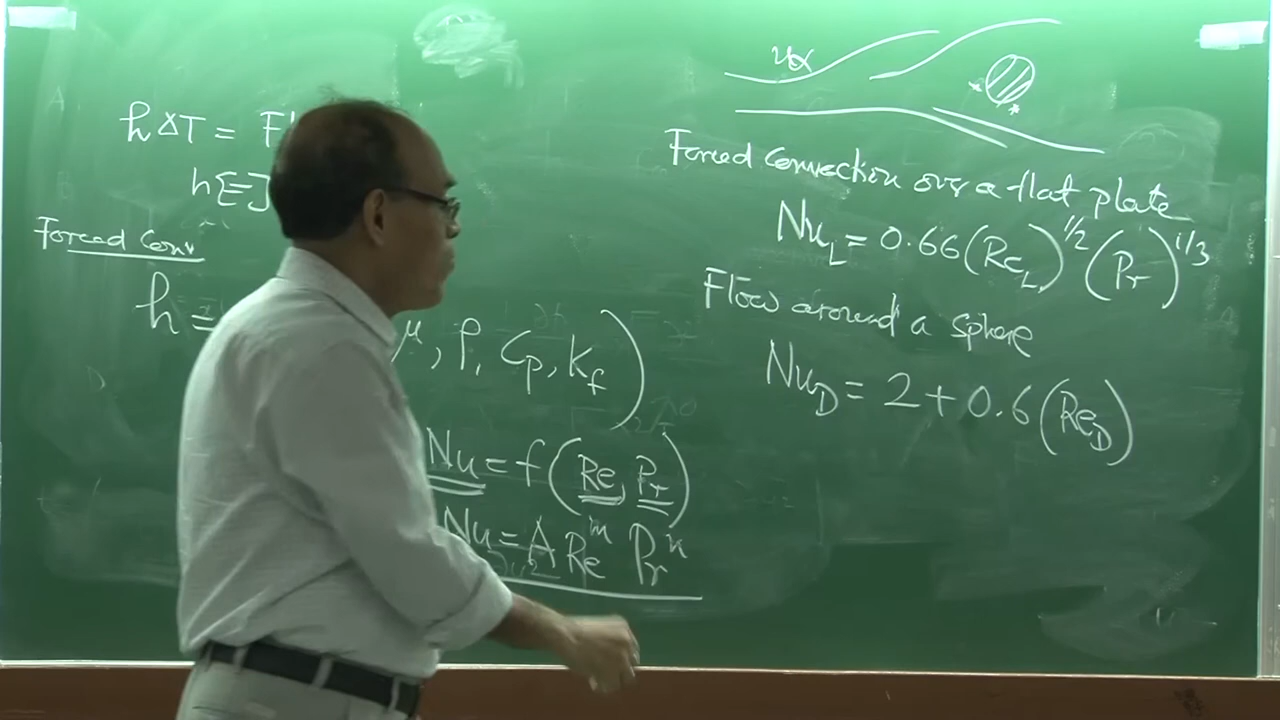 h ΔT =
h [=]
Forced Conv
h =
μ, ρ, Cp, Kf )
Nu = f(Re, Pr)
Nu = A Re^m Pr^n
Forced Convection over a flat plate
Nu_L = 0.66 (Re_L)^1/2 (Pr)^1/3
Flow around a sphere
Nu_D = 2 + 0.6 (Re_D)